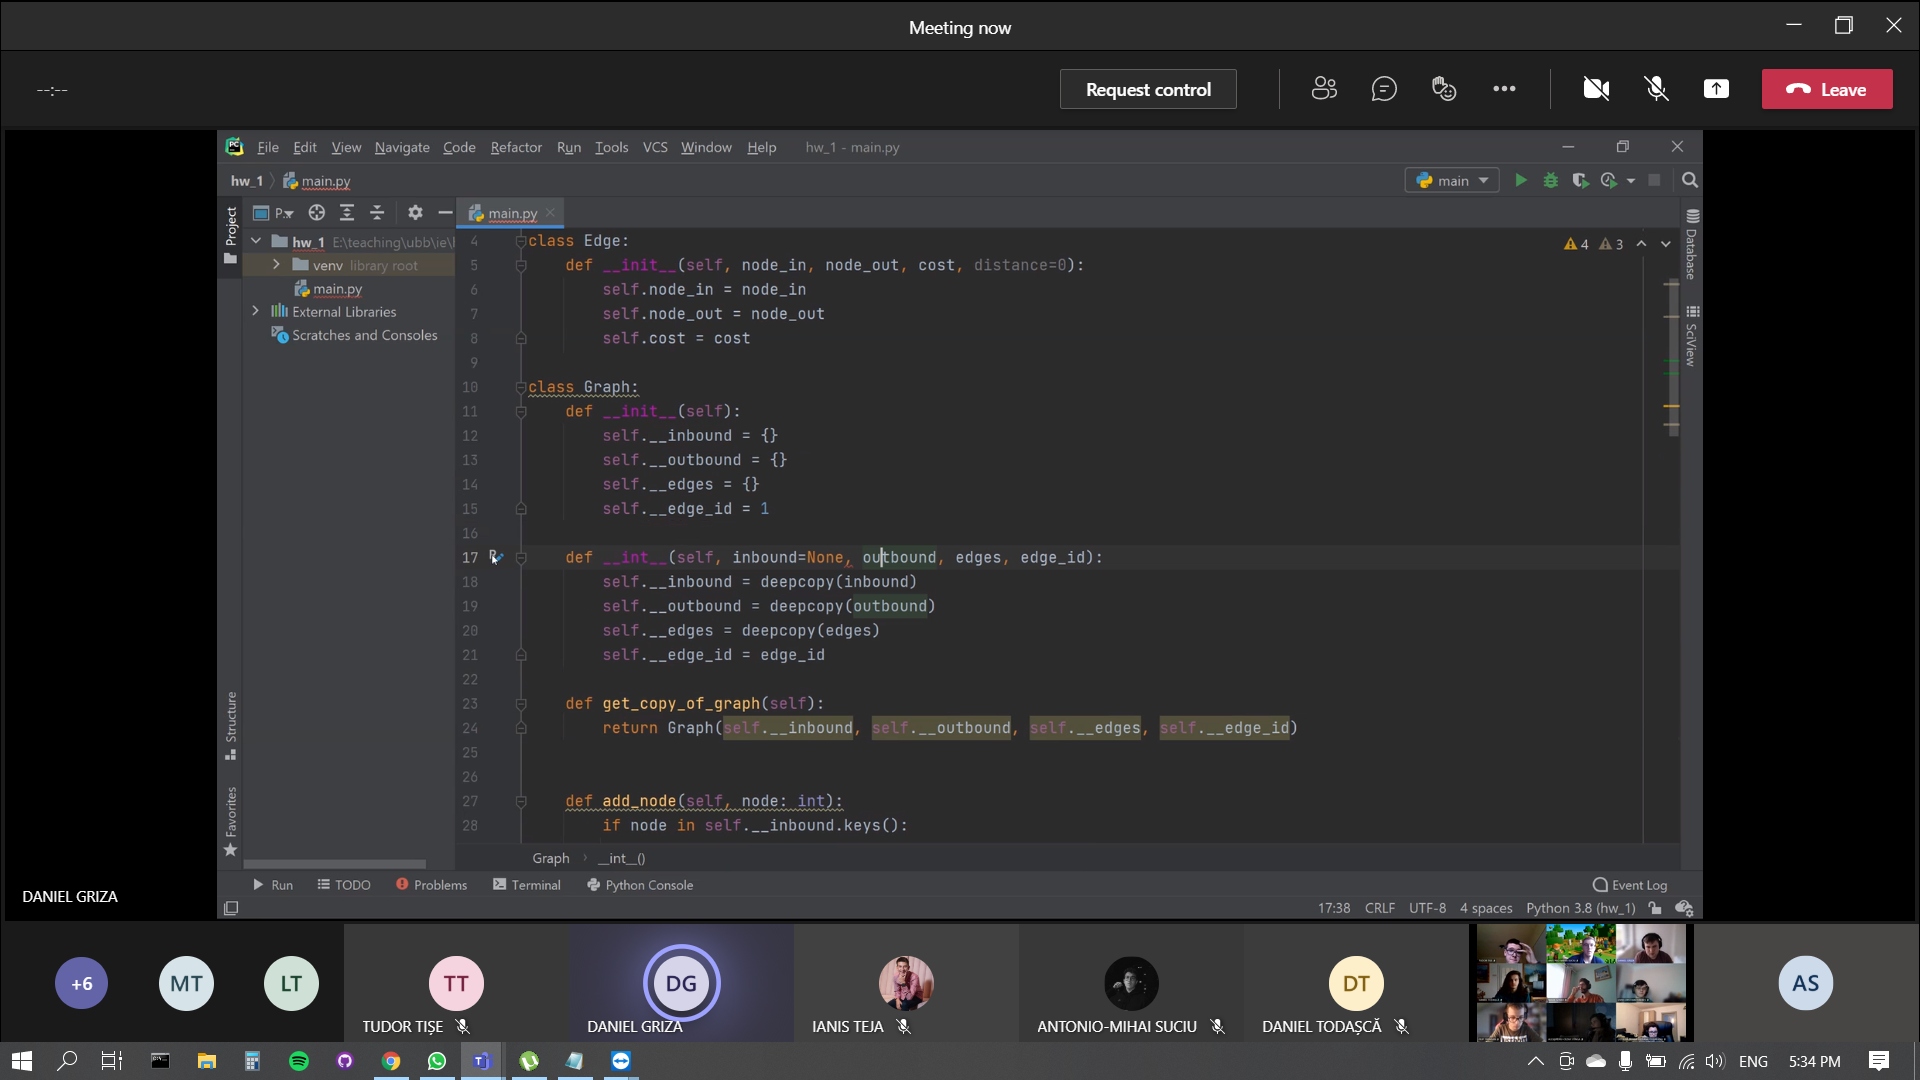 Meeting now
--:--
Request control
Leave
PC
File Edit View Navigate Code Refactor Run Tools VCS Window Help hw_1 - main.py
hw_1 main.py
main
Project
P..
main.py
hw_1 E:\teaching\ubb\ie\
venv library root
main.py
External Libraries
Scratches and Consoles
4 class Edge:
5 def __init__(self, node_in, node_out, cost, distance=0):
6 self.node_in = node_in
7 self.node_out = node_out
8 self.cost = cost
9
10 class Graph:
11 def __init__(self):
12 self.__inbound = {}
13 self.__outbound = {}
14 self.__edges = {}
15 self.__edge_id = 1
16
17 def __int__(self, inbound=None, outbound, edges, edge_id):
18 self.__inbound = deepcopy(inbound)
19 self.__outbound = deepcopy(outbound)
20 self.__edges = deepcopy(edges)
21 self.__edge_id = edge_id
22
23 def get_copy_of_graph(self):
24 return Graph(self.__inbound, self.__outbound, self.__edges, self.__edge_id)
25
26
27 def add_node(self, node: int):
28 if node in self.__inbound.keys():
4 3
Database
SciView
Structure
Favorites
Graph __int__()
Run TODO Problems Terminal Python Console
Event Log
17:38 CRLF UTF-8 4 spaces Python 3.8 (hw_1)
DANIEL GRIZA
+6
MT
LT
TT
TUDOR TIȘE
DG
DANIEL GRIZA
IANIS TEJA
ANTONIO-MIHAI SUCIU
DT
DANIEL TODAȘCĂ
AS
ENG
5:34 PM